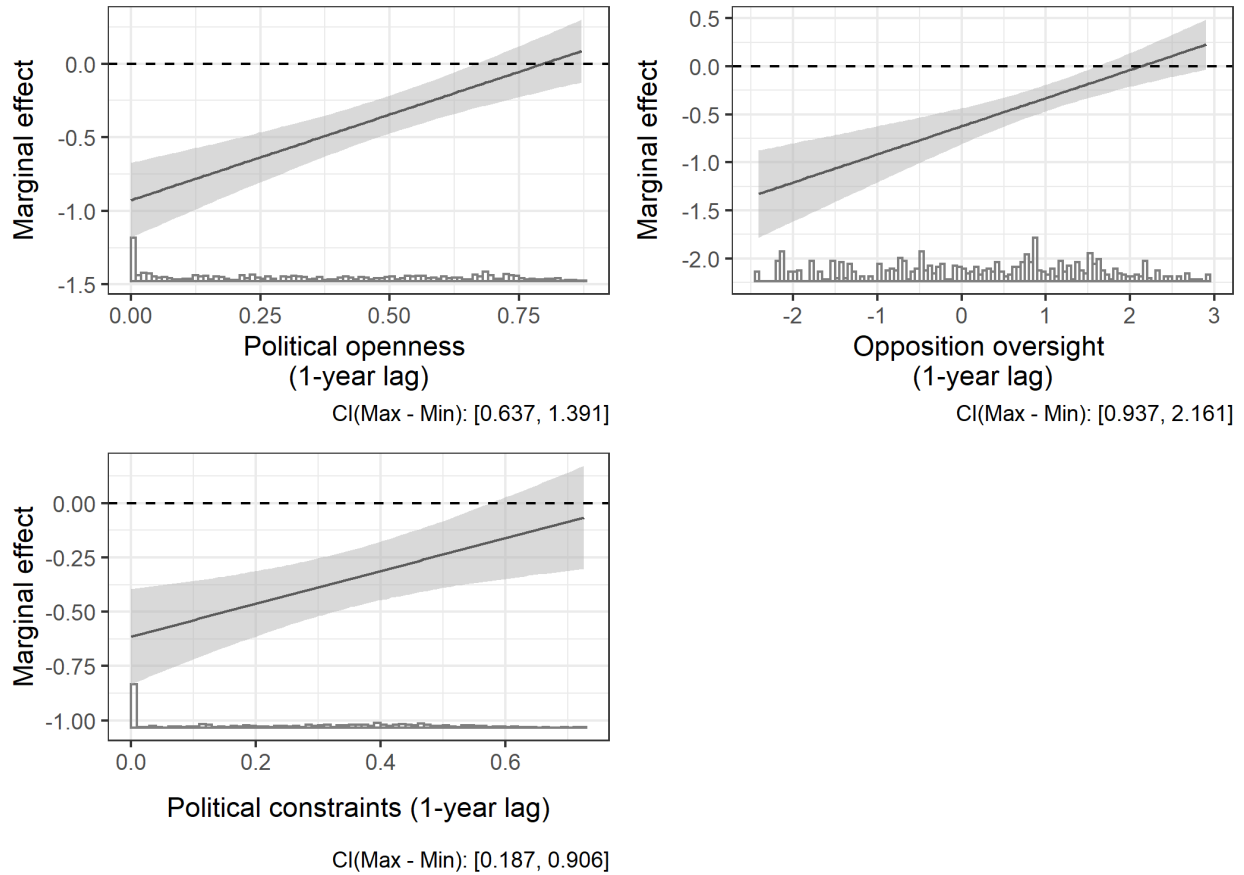 Marginal effect
0.0
-0.5
-1.0
-1.5
0.00 0.25 0.50 0.75
Political openness
(1-year lag)
CI(Max - Min): [0.637, 1.391]
Marginal effect
0.5
0.0
-0.5
-1.0
-1.5
-2.0
-2 -1 0 1 2 3
Opposition oversight
(1-year lag)
CI(Max - Min): [0.937, 2.161]
Marginal effect
0.00
-0.25
-0.50
-0.75
-1.00
0.0 0.2 0.4 0.6
Political constraints (1-year lag)
CI(Max - Min): [0.187, 0.906]